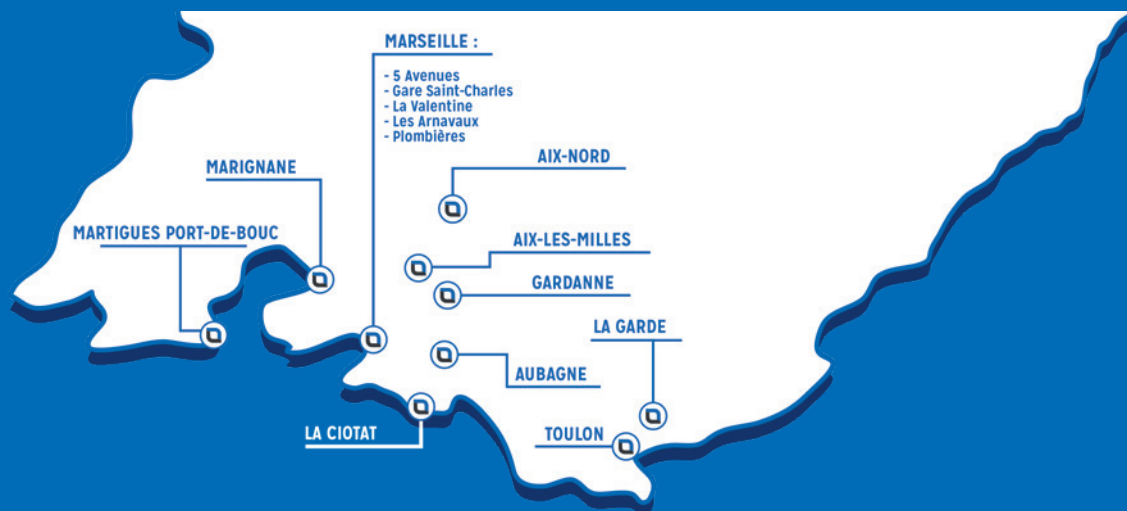 MARSEILLE :
- 5 Avenues
- Gare Saint-Charles
- La Valentine
- Les Arnavaux
- Plombières
AIX-NORD
MARIGNANE
MARTIGUES PORT-DE-BOUC
AIX-LES-MILLES
GARDANNE
LA GARDE
AUBAGNE
LA CIOTAT
TOULON